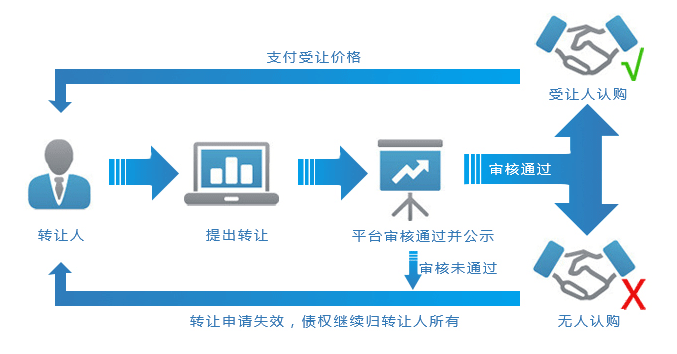 支付受让价格
受让人认购
审核通过
转让人
提出转让
平台审核通过并公示
审核未通过
无人认购
转让申请失效，债权继续归转让人所有